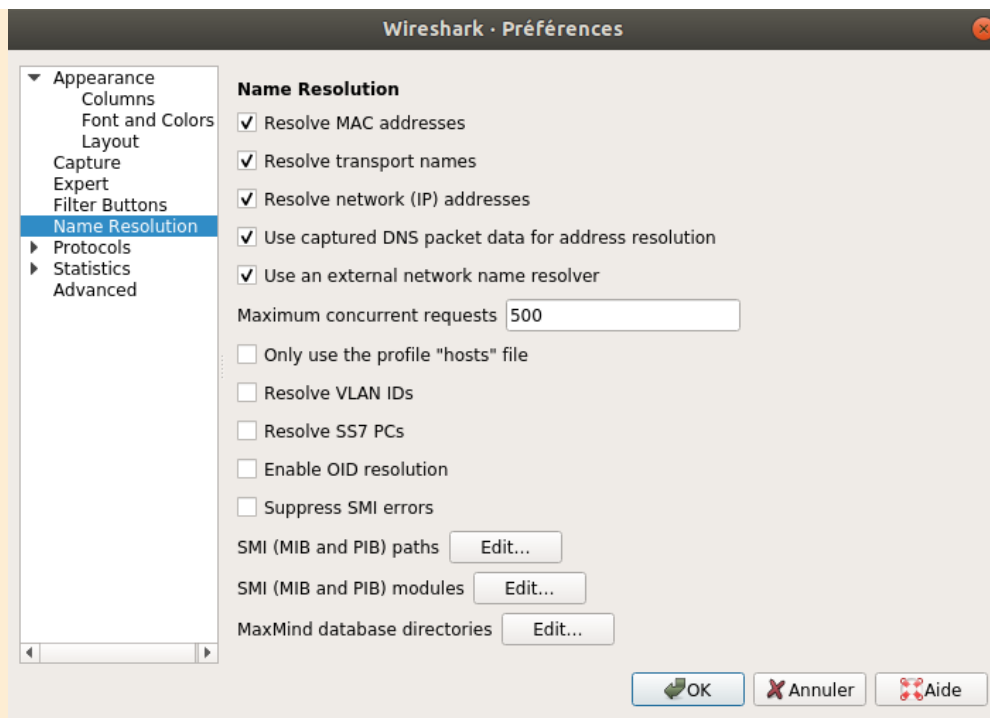 Wireshark · Préférences
Appearance
Columns
Font and Colors
Layout
Capture
Expert
Filter Buttons
Name Resolution
Protocols
Statistics
Advanced
Name Resolution
Resolve MAC addresses
Resolve transport names
Resolve network (IP) addresses
Use captured DNS packet data for address resolution
Use an external network name resolver
Maximum concurrent requests 500
Only use the profile "hosts" file
Resolve VLAN IDs
Resolve SS7 PCs
Enable OID resolution
Suppress SMI errors
SMI (MIB and PIB) paths Edit...
SMI (MIB and PIB) modules Edit...
MaxMind database directories Edit...
OK Annuler Aide